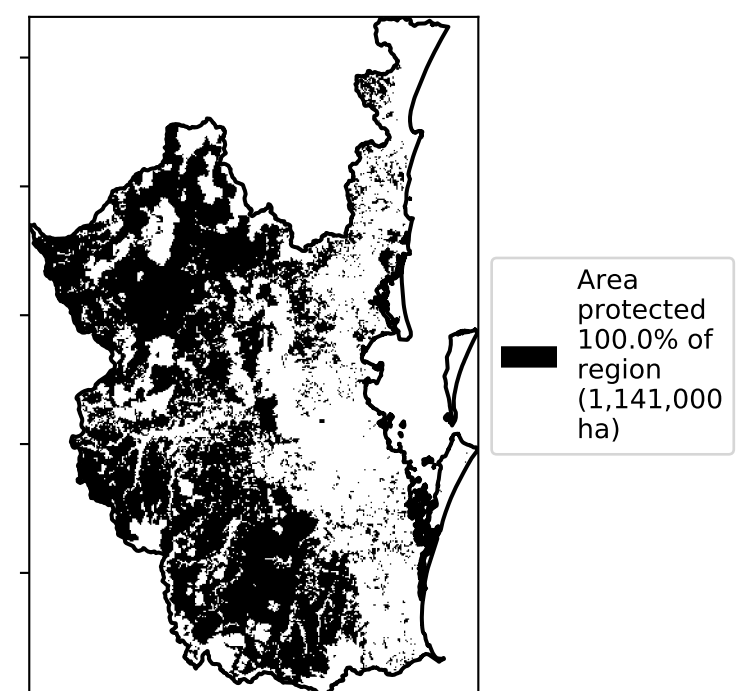 Area
protected
100.0% of
region
(1,141,000
ha)